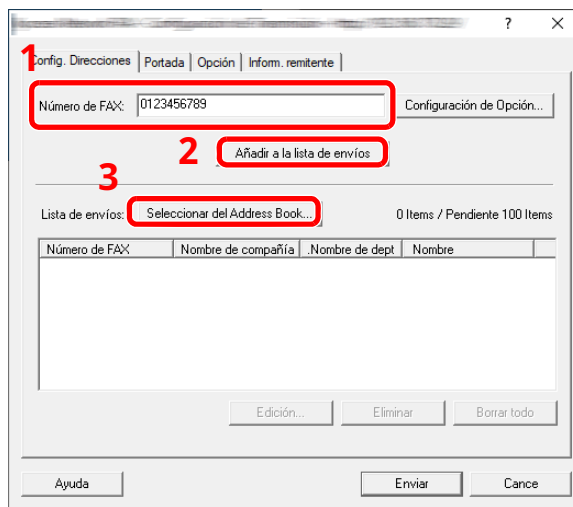 ? ×
1
Config. Direcciones Portada Opción Inform. remitente
Número de FAX: 0123456789 Configuración de Opción...
2 Añadir a la lista de envíos
3
Lista de envíos: Seleccionar del Address Book... 0 Items / Pendiente 100 Items
Número de FAX Nombre de compañía .Nombre de dept Nombre
Edición... Eliminar Borrar todo
Ayuda Enviar Cance